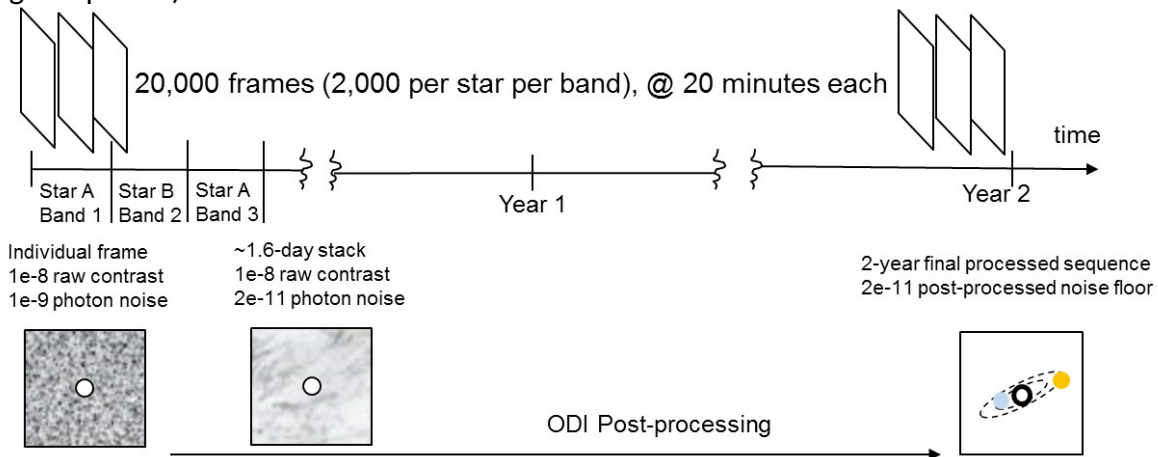 20,000 frames (2,000 per star per band), @ 20 minutes each
time
Star A
Band 1
Star B
Band 2
Star A
Band 3
Year 1
Year 2
Individual frame
1e-8 raw contrast
1e-9 photon noise
~1.6-day stack
1e-8 raw contrast
2e-11 photon noise
2-year final processed sequence
2e-11 post-processed noise floor
ODI Post-processing